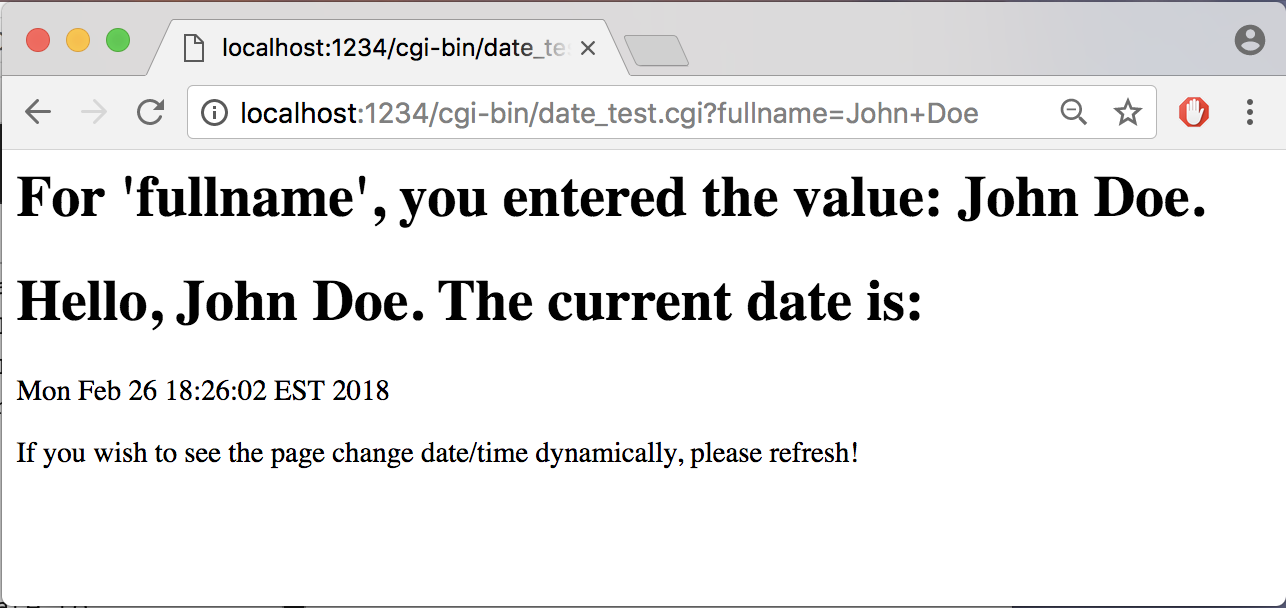 localhost:1234/cgi-bin/date_te
localhost:1234/cgi-bin/date_test.cgi?fullname=John+Doe
For 'fullname', you entered the value: John Doe.
Hello, John Doe. The current date is:
Mon Feb 26 18:26:02 EST 2018
If you wish to see the page change date/time dynamically, please refresh!